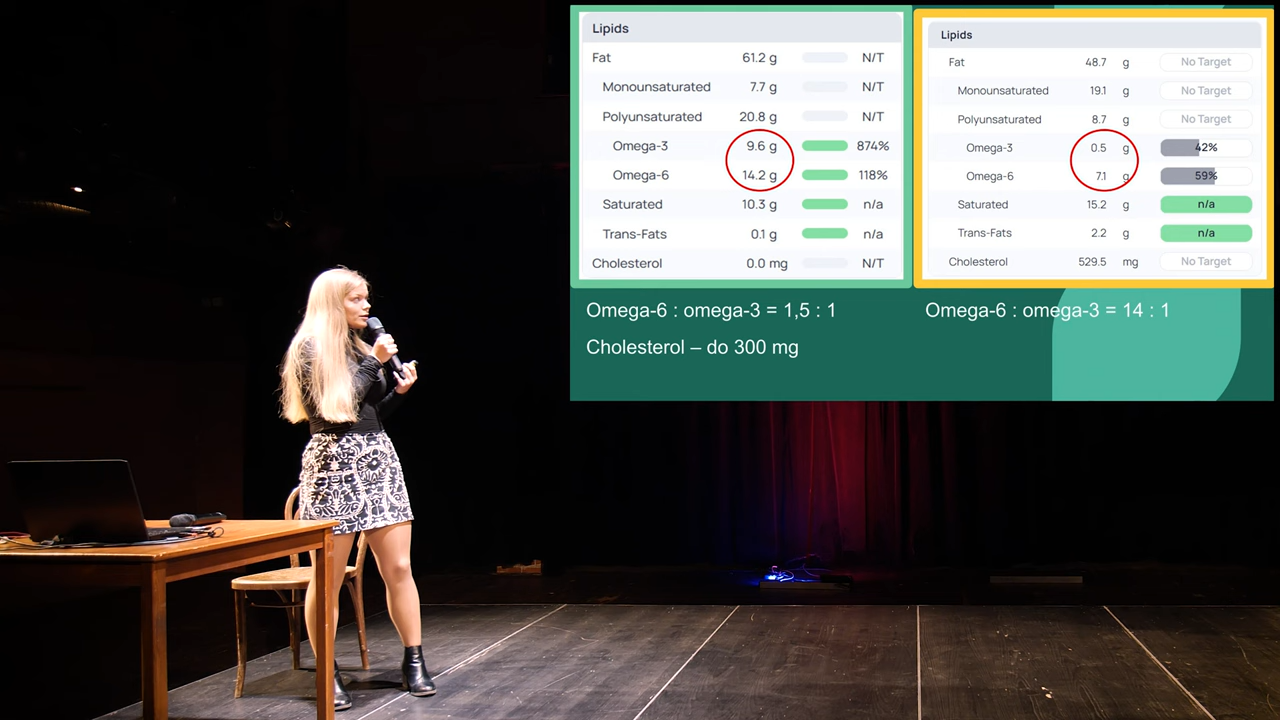 Lipids
Fat 61.2 g N/T
Monounsaturated 7.7 g N/T
Polyunsaturated 20.8 g N/T
Omega-3 9.6 g 874%
Omega-6 14.2 g 118%
Saturated 10.3 g n/a
Trans-Fats 0.1 g n/a
Cholesterol 0.0 mg N/T
Omega-6 : omega-3 = 1,5 : 1
Cholesterol – do 300 mg
Lipids
Fat 48.7 g No Target
Monounsaturated 19.1 g No Target
Polyunsaturated 8.7 g No Target
Omega-3 0.5 g 42%
Omega-6 7.1 g 59%
Saturated 15.2 g n/a
Trans-Fats 2.2 g n/a
Cholesterol 529.5 mg No Target
Omega-6 : omega-3 = 14 : 1